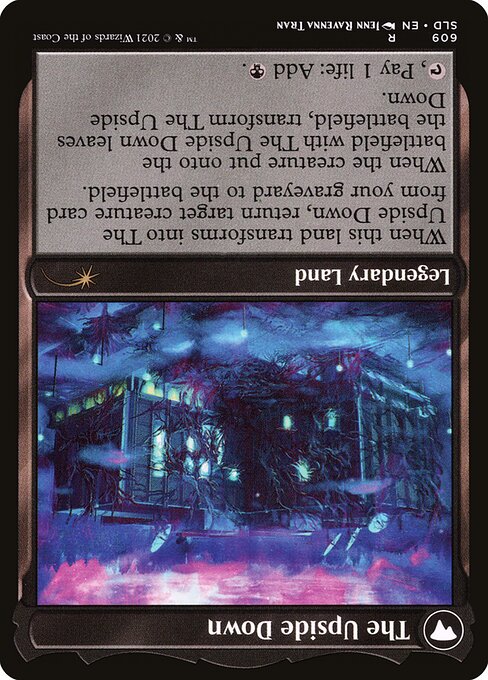 The Upside Down
Legendary Land
When this land transforms into The
Upside Down, return target creature card
from your graveyard to the battlefield.
When the creature put onto the
battlefield with The Upside Down leaves
the battlefield, transform The Upside
Down.
, Pay 1 life: Add .
609 R
SLD • EN JENN RAVENNA TRAN
™ & © 2021 Wizards of the Coast